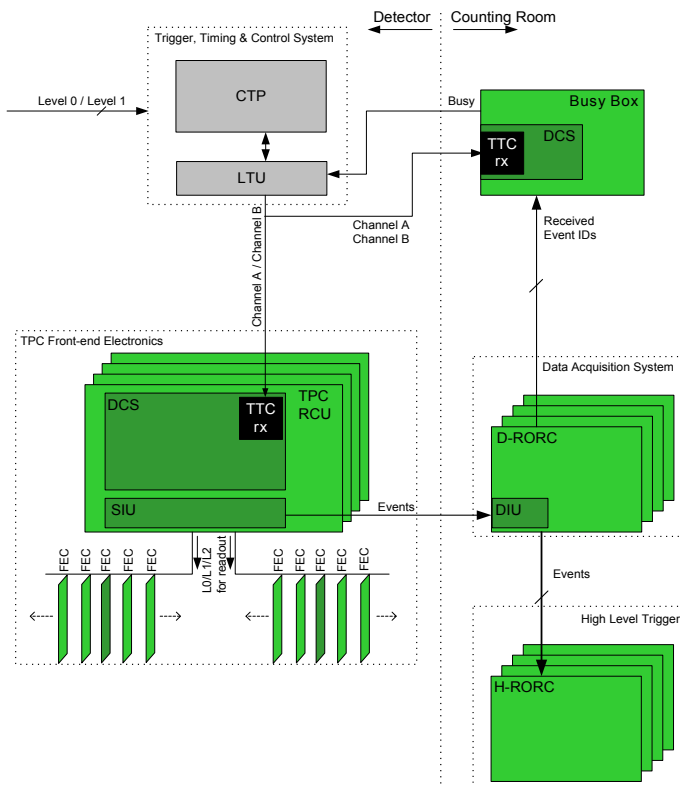 Detector
Counting Room
Trigger, Timing & Control System
CTP
Level 0 / Level 1
LTU
Busy
Busy Box
DCS
TTC
rx
Channel A
Channel B
Channel A / Channel B
Received
Event IDs
TPC Front-end Electronics
DCS
TTC
rx
TPC
RCU
SIU
Events
Data Acquisition System
D-RORC
DIU
L0/L1/L2
for readout
FEC
FEC
FEC
FEC
FEC
FEC
FEC
FEC
FEC
FEC
Events
High Level Trigger
H-RORC